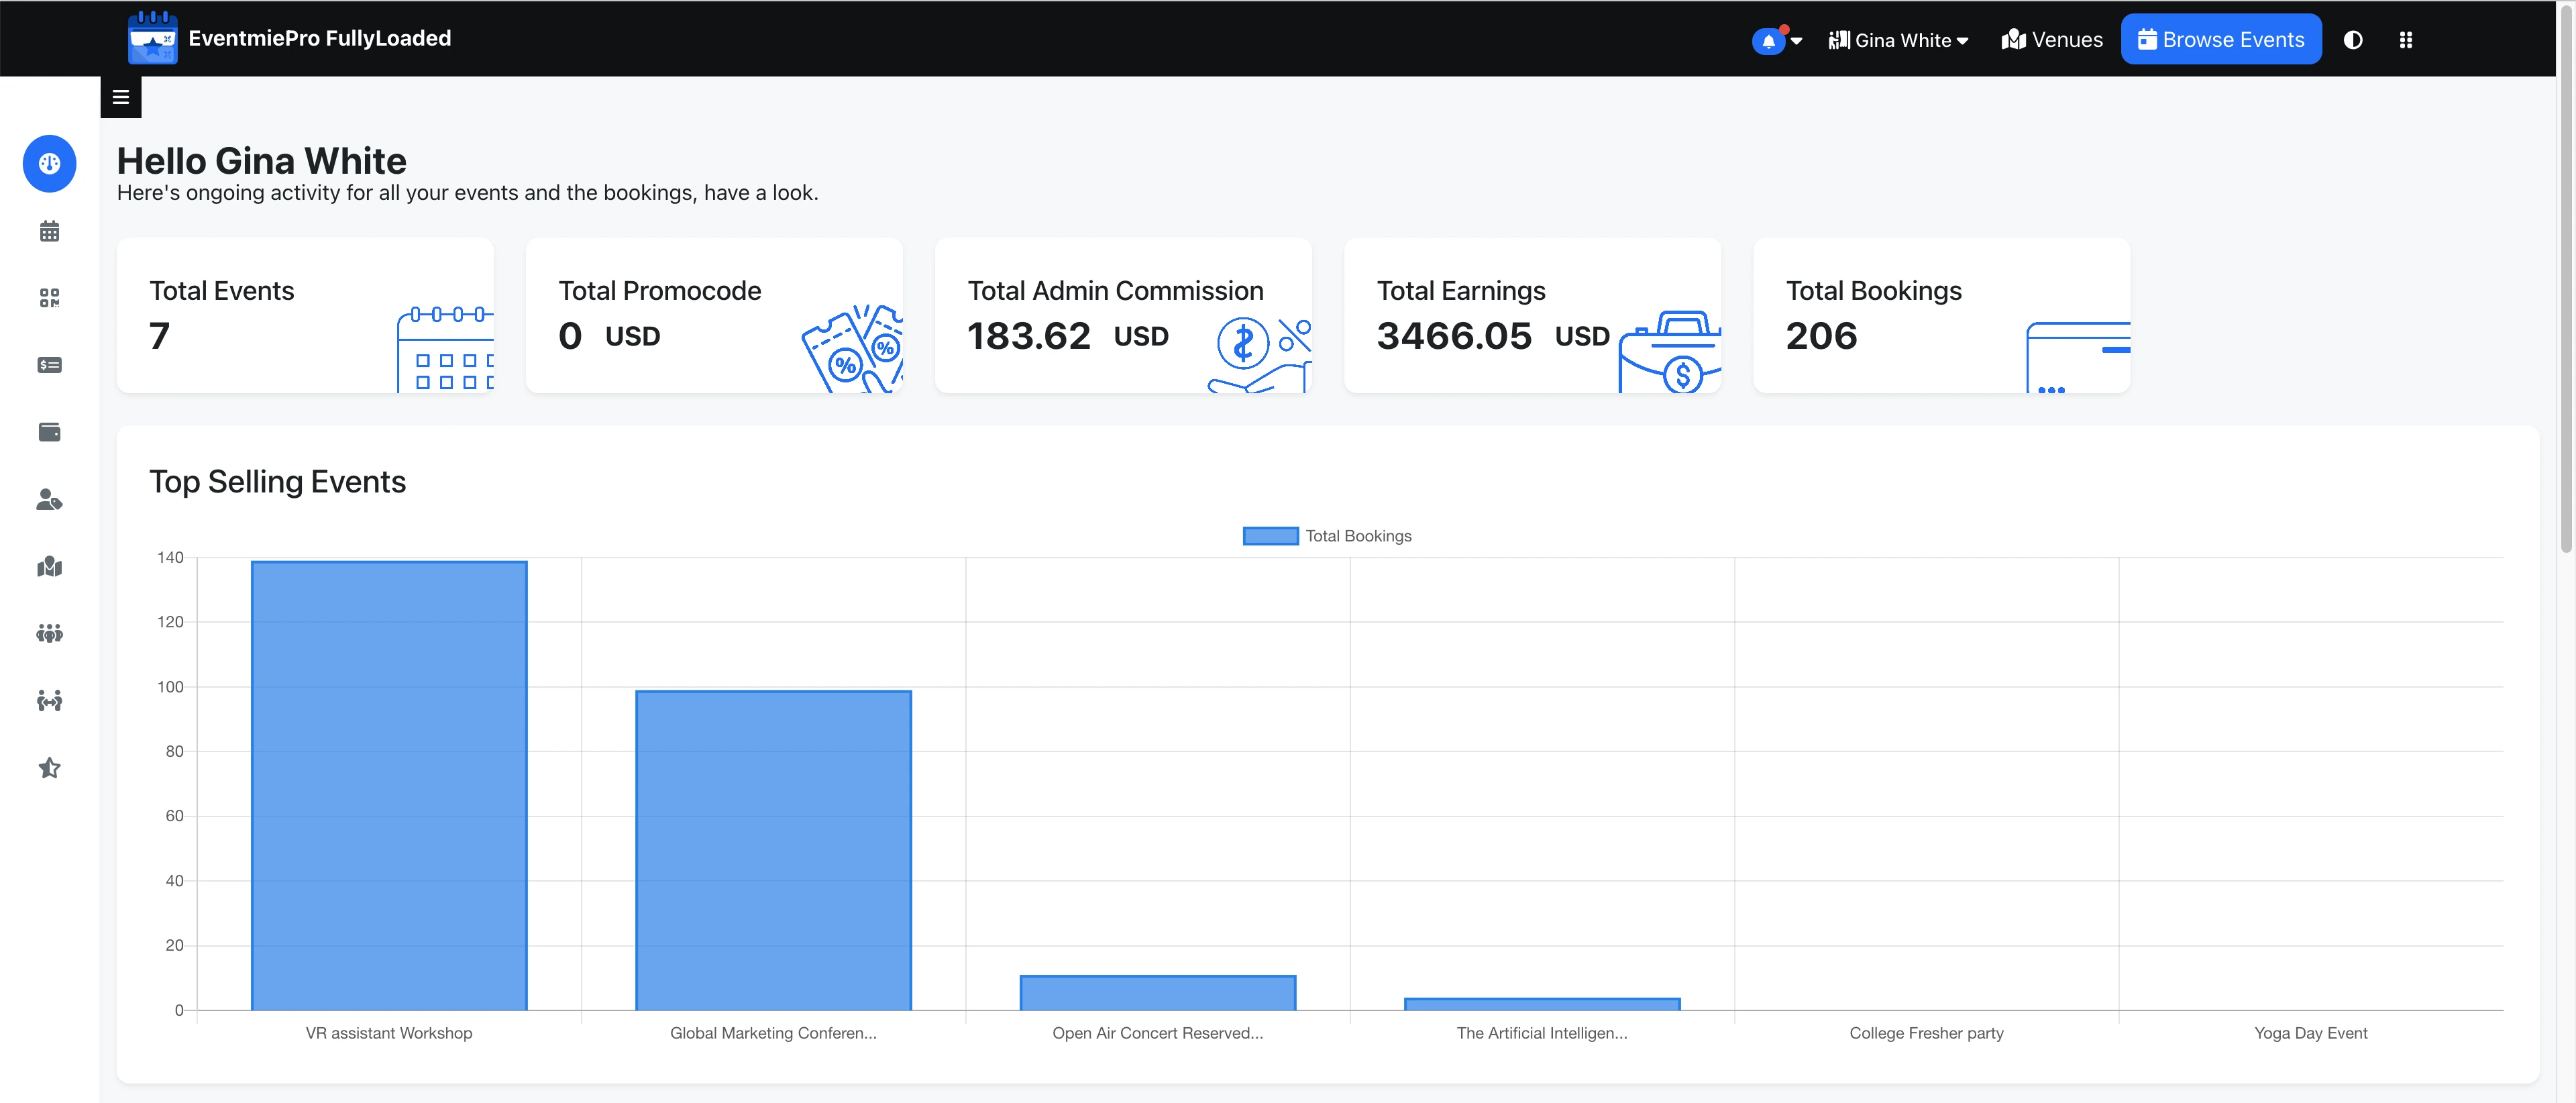 EventmiePro FullyLoaded
Gina White
Venues
Browse Events
Hello Gina White
Here's ongoing activity for all your events and the bookings, have a look.
Total Events
7
Total Promocode
0 USD
Total Admin Commission
183.62 USD
Total Earnings
3466.05 USD
Total Bookings
206
Top Selling Events
Total Bookings
140
120
100
80
60
40
20
0
VR assistant Workshop
Global Marketing Conferen...
Open Air Concert Reserved...
The Artificial Intelligen...
College Fresher party
Yoga Day Event